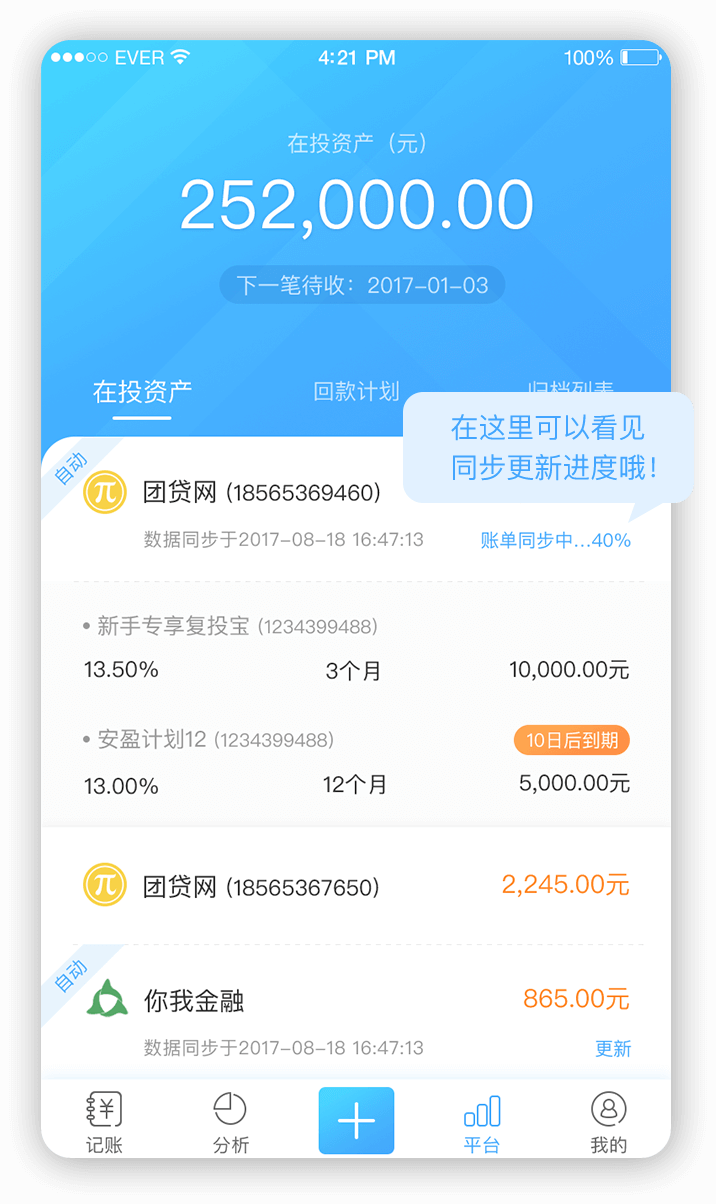 EVER 4:21 PM 100%
在投资产（元）
252,000.00
下一笔待收：2017-01-03
在投资产 回款计划 归档列表
在这里可以看见
同步更新进度哦！
自动
团贷网 (18565369460)
数据同步于2017-08-18 16:47:13 账单同步中...40%
• 新手专享复投宝 (1234399488)
13.50% 3个月 10,000.00元
• 安盈计划12 (1234399488) 10日后到期
13.00% 12个月 5,000.00元
团贷网 (18565367650) 2,245.00元
自动
你我金融 865.00元
数据同步于2017-08-18 16:47:13 更新
记账 分析 平台 我的